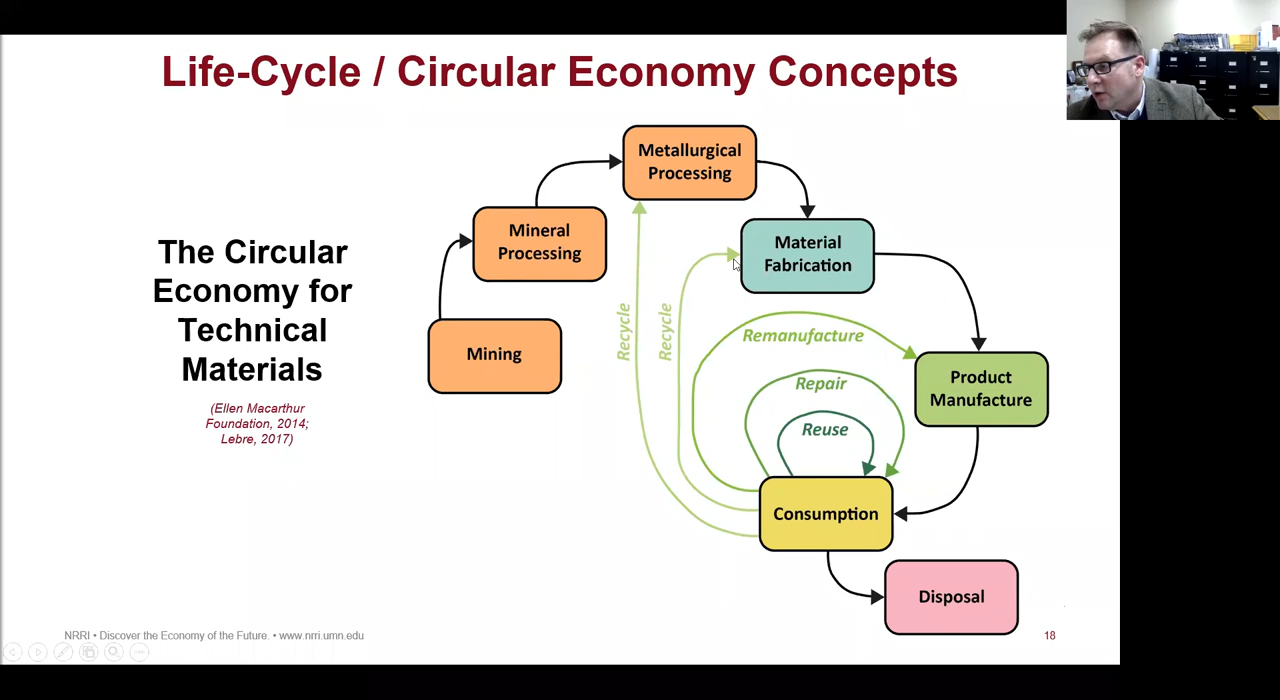 Life-Cycle / Circular Economy Concepts
The Circular
Economy for
Technical
Materials
(Ellen Macarthur
Foundation, 2014;
Lebre, 2017)
Metallurgical
Processing
Mineral
Processing
Mining
Material
Fabrication
Product
Manufacture
Recycle
Recycle
Remanufacture
Repair
Reuse
Consumption
Disposal
NRRI • Discover the Economy of the Future. • www.nrri.umn.edu
18